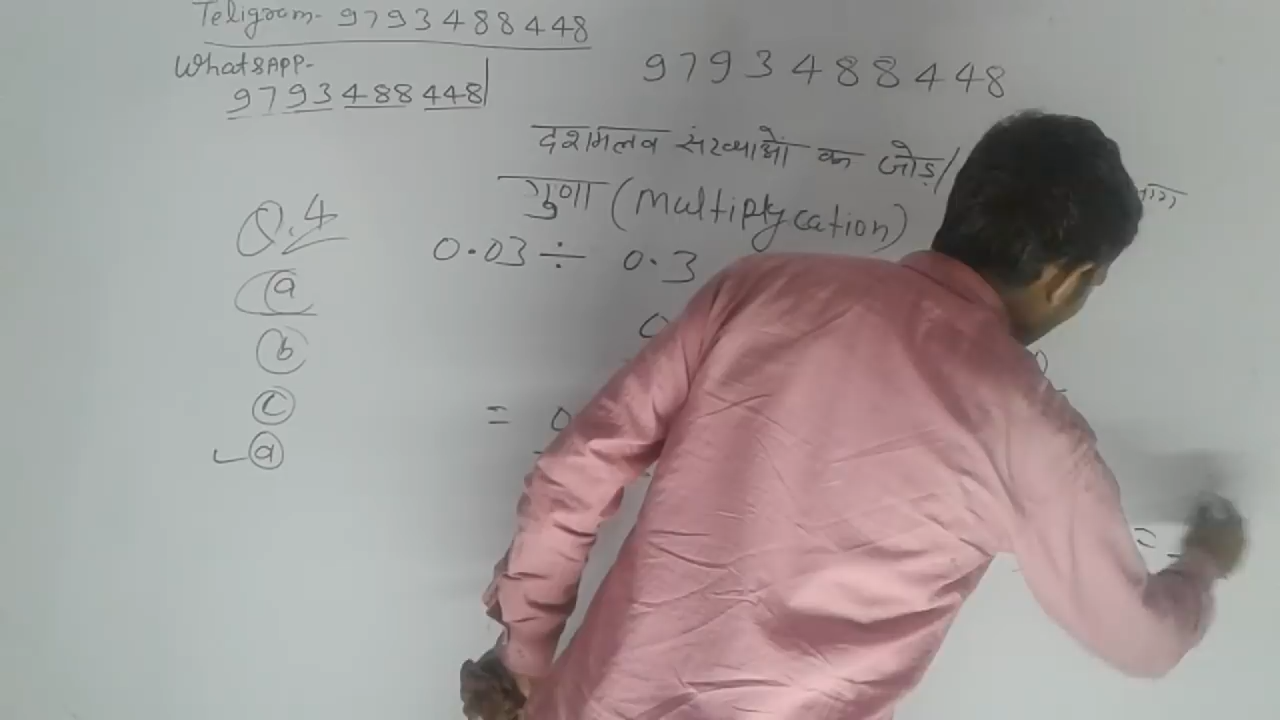 Teligram- 9793488448
WhatsAPP-
9793488448
9793488448
दशमलव संख्याओं का जोड़/
गुणा (Multiplycation)
Q.4
0.03 ÷ 0.3
(a)
(b)
(c)
= 0
(a)
=